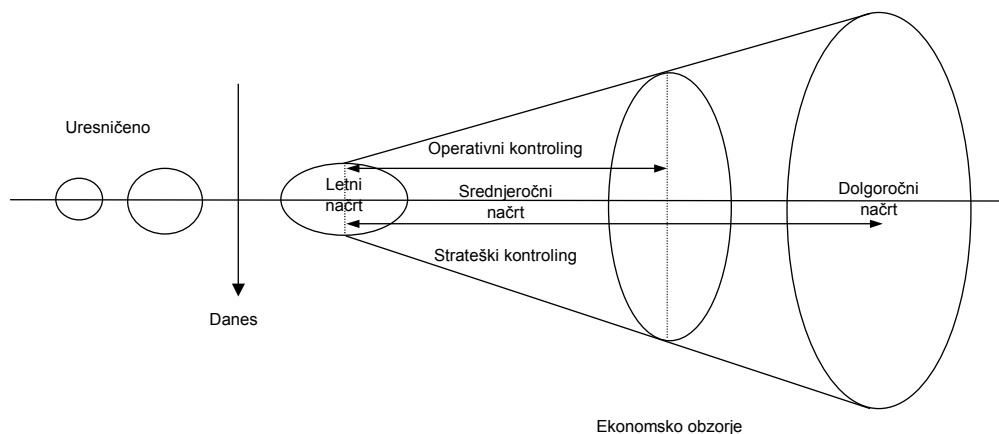 Uresničeno
Danes
Letni
načrt
Operativni kontroling
Srednjeročni
načrt
Strateški kontroling
Dolgoročni
načrt
Ekonomsko obzorje